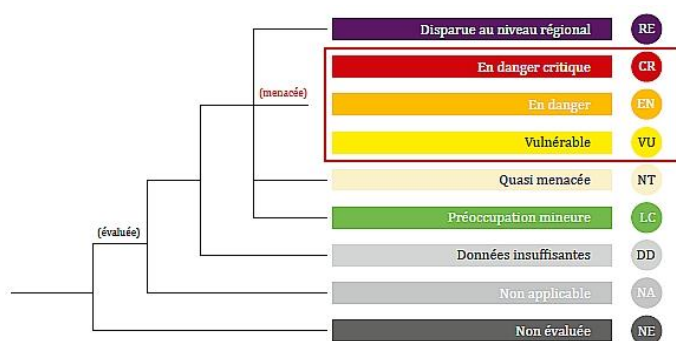 Disparue au niveau régional RE
En danger critique CR
(menacée)
En danger EN
Vulnérable VU
Quasi menacée NT
Préoccupation mineure LC
(évaluée)
Données insuffisantes DD
Non applicable NA
Non évaluée NE